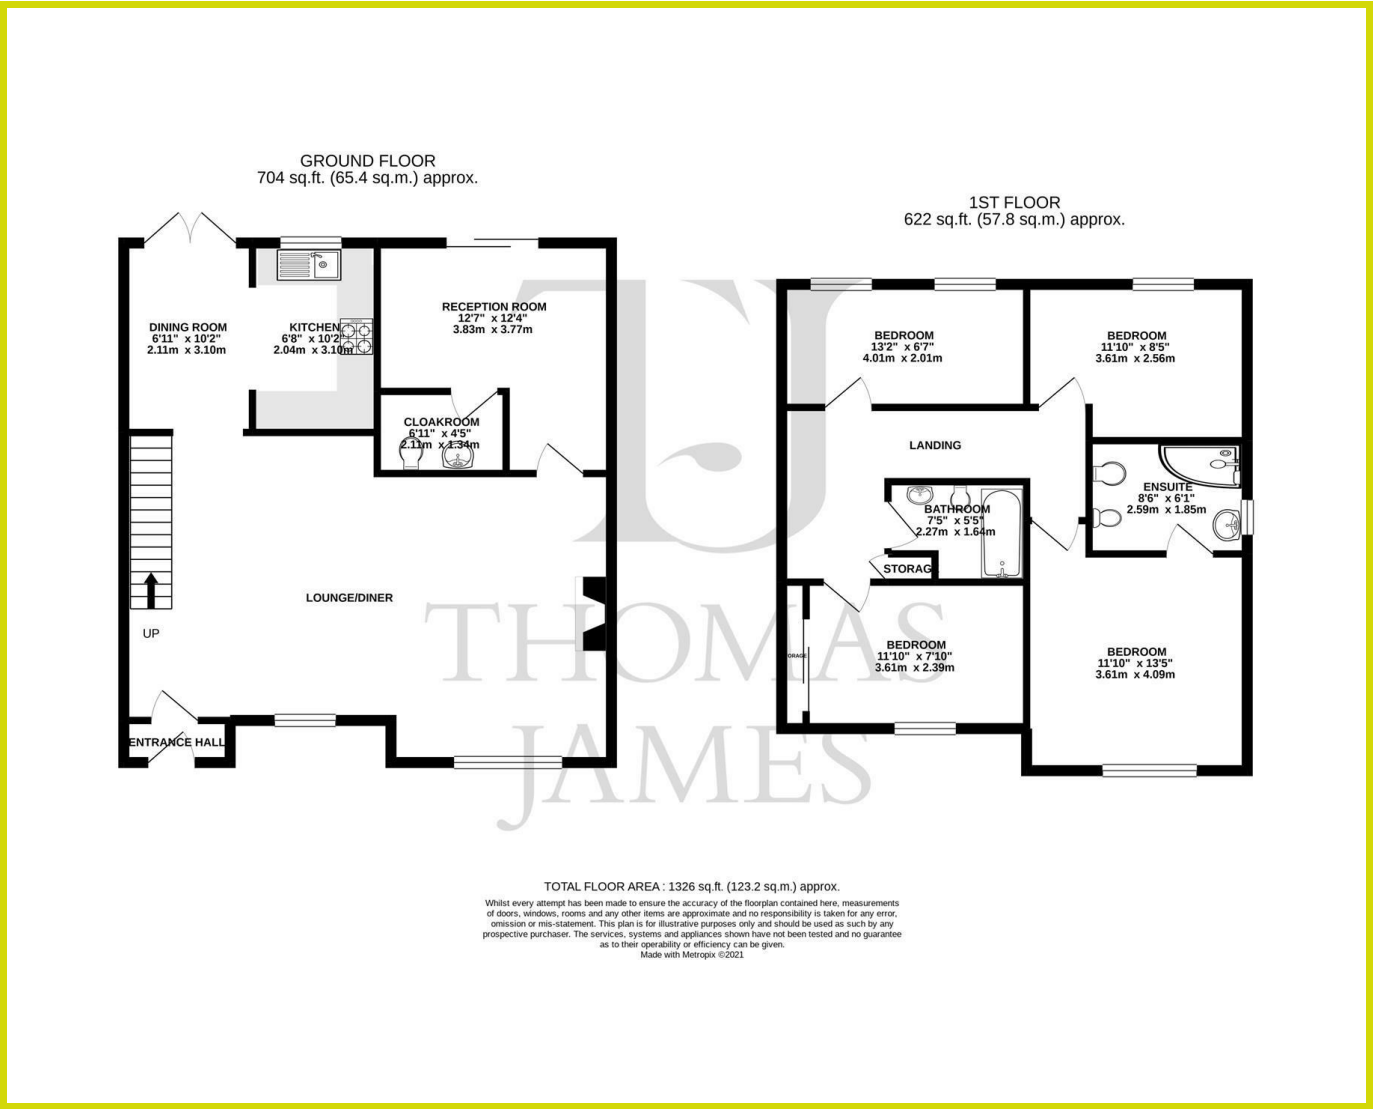 GROUND FLOOR
704 sq.ft. (65.4 sq.m.) approx.
DINING ROOM
6'11" x 10'2"
2.11m x 3.10m
KITCHEN
6'8" x 10'2"
2.04m x 3.10m
RECEPTION ROOM
12'7" x 12'4"
3.83m x 3.77m
CLOAKROOM
6'11" x 4'5"
2.11m x 1.34m
LOUNGE/DINER
UP
ENTRANCE HALL
1ST FLOOR
622 sq.ft. (57.8 sq.m.) approx.
BEDROOM
13'2" x 6'7"
4.01m x 2.01m
BEDROOM
11'10" x 8'5"
3.61m x 2.56m
LANDING
ENSUITE
8'6" x 6'1"
2.59m x 1.85m
BATHROOM
7'5" x 5'5"
2.27m x 1.64m
STORAGE
ORAGE
BEDROOM
11'10" x 7'10"
3.61m x 2.39m
BEDROOM
11'10" x 13'5"
3.61m x 4.09m
TJ
THOMAS
JAMES
TOTAL FLOOR AREA : 1326 sq.ft. (123.2 sq.m.) approx.
Whilst every attempt has been made to ensure the accuracy of the floorplan contained here, measurements
of doors, windows, rooms and any other items are approximate and no responsibility is taken for any error,
omission or mis-statement. This plan is for illustrative purposes only and should be used as such by any
prospective purchaser. The services, systems and appliances shown have not been tested and no guarantee
as to their operability or efficiency can be given.
Made with Metropix ©2021